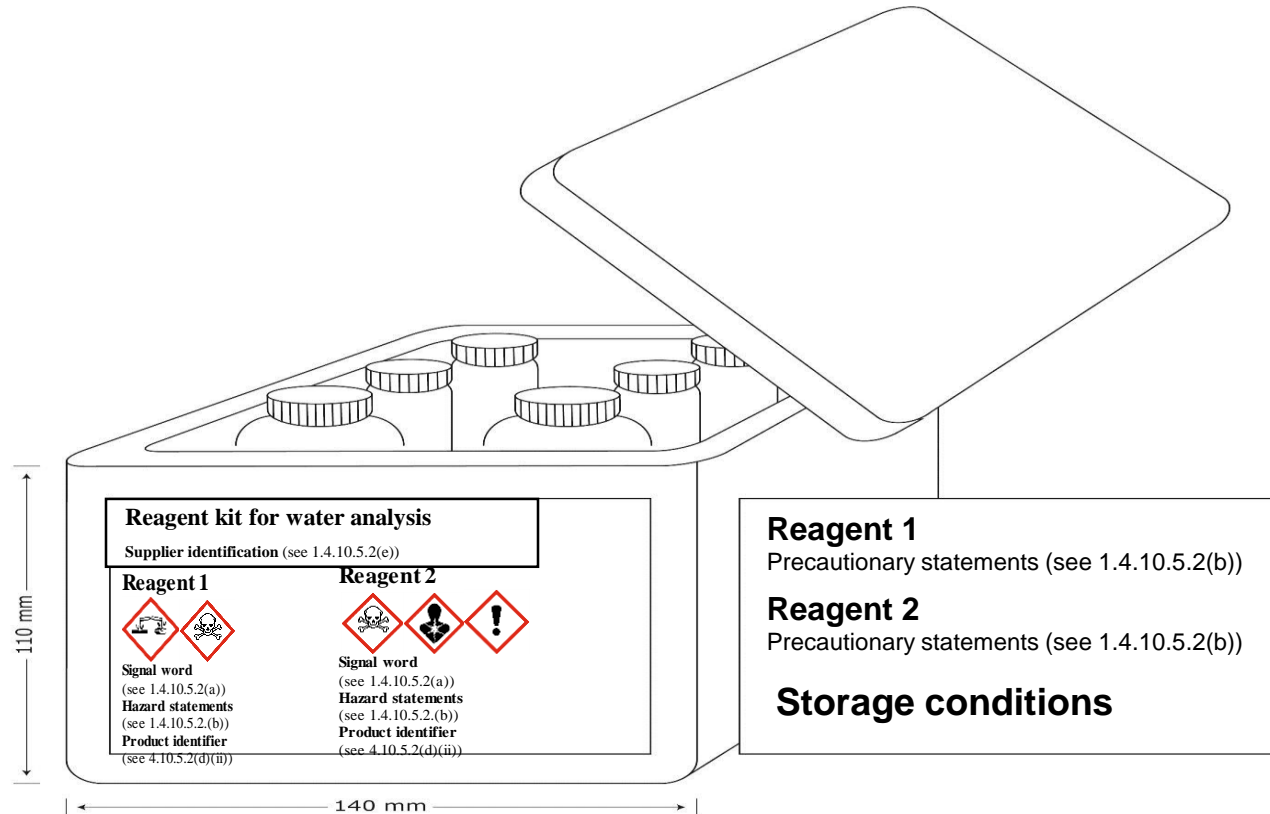 Reagent kit for water analysis
Supplier identification (see 1.4.10.5.2(e))
Reagent 1
Signal word
(see 1.4.10.5.2(a))
Hazard statements
(see 1.4.10.5.2.(b))
Product identifier
(see 4.10.5.2(d)(ii))
Reagent 2
Signal word
(see 1.4.10.5.2(a))
Hazard statements
(see 1.4.10.5.2.(b))
Product identifier
(see 4.10.5.2(d)(ii))
Reagent 1
Precautionary statements (see 1.4.10.5.2(b))
Reagent 2
Precautionary statements (see 1.4.10.5.2(b))
Storage conditions
110 mm
140 mm